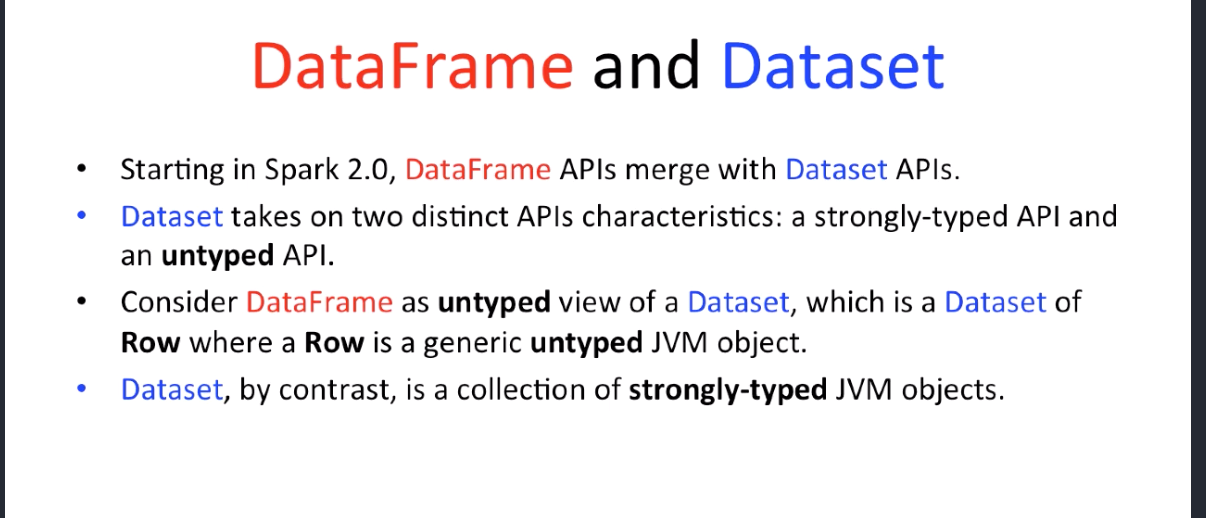 DataFrame and Dataset
• Starting in Spark 2.0, DataFrame APIs merge with Dataset APIs.
• Dataset takes on two distinct APIs characteristics: a strongly-typed API and
an untyped API.
• Consider DataFrame as untyped view of a Dataset, which is a Dataset of
Row where a Row is a generic untyped JVM object.
• Dataset, by contrast, is a collection of strongly-typed JVM objects.